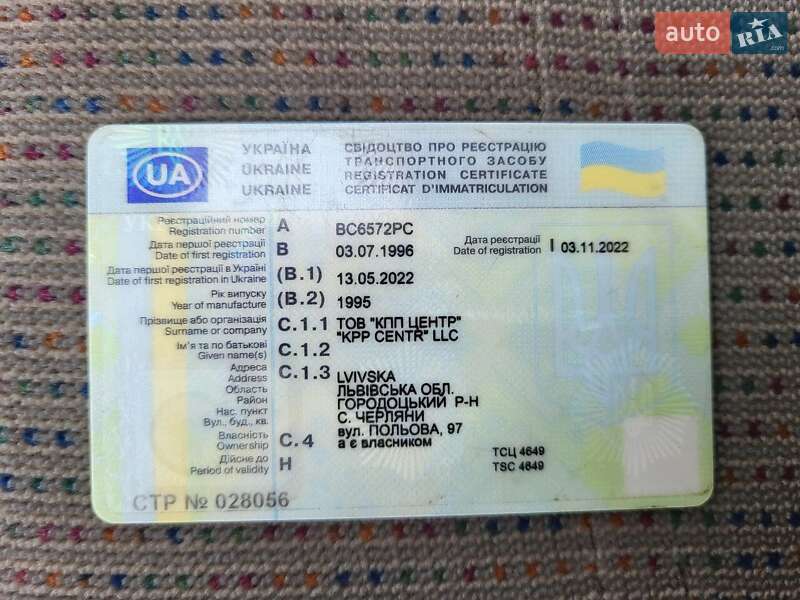 auto RIA .com
УКРАЇНА СВІДОЦТВО ПРО РЕЄСТРАЦІЮ
UKRAINE ТРАНСПОРТНОГО ЗАСОБУ
REGISTRATION CERTIFICATE
UKRAINE CERTIFICAT D'IMMATRICULATION
UA
Реєстраційний номер
Registration number A BC6572PC
Дата першої реєстрації
Date of first registration B 03.07.1996
Дата реєстрації
Date of registration I 03.11.2022
Дата першої реєстрації в Україні
Date of first registration in Ukraine (B.1) 13.05.2022
Рік випуску
Year of manufacture (B.2) 1995
Прізвище або організація C.1.1 ТОВ "КПП ЦЕНТР"
Surname or company "KPP CENTR" LLC
Ім'я та по батькові
Given name(s) C.1.2
Адреса
Address C.1.3 LVIVSKA
Область ЛЬВІВСЬКА ОБЛ.
Район ГОРОДОЦЬКИЙ Р-Н
Нас. пункт С. ЧЕРЛЯНИ
Вул., буд., кв. вул. ПОЛЬОВА, 97
Власність
Ownership C.4 а є власником
Дійсне до
Period of validity H
ТСЦ 4649
TSC 4649
СТР № 028056